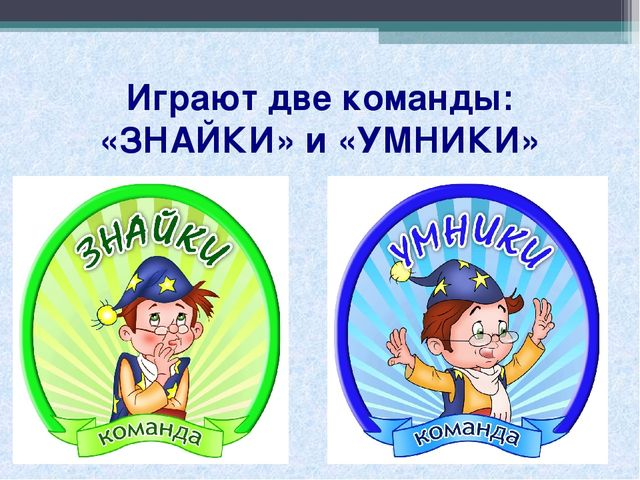 Играют две команды:
«ЗНАЙКИ» и «УМНИКИ»
ЗНАЙКИ
команда
УМНИКИ
команда